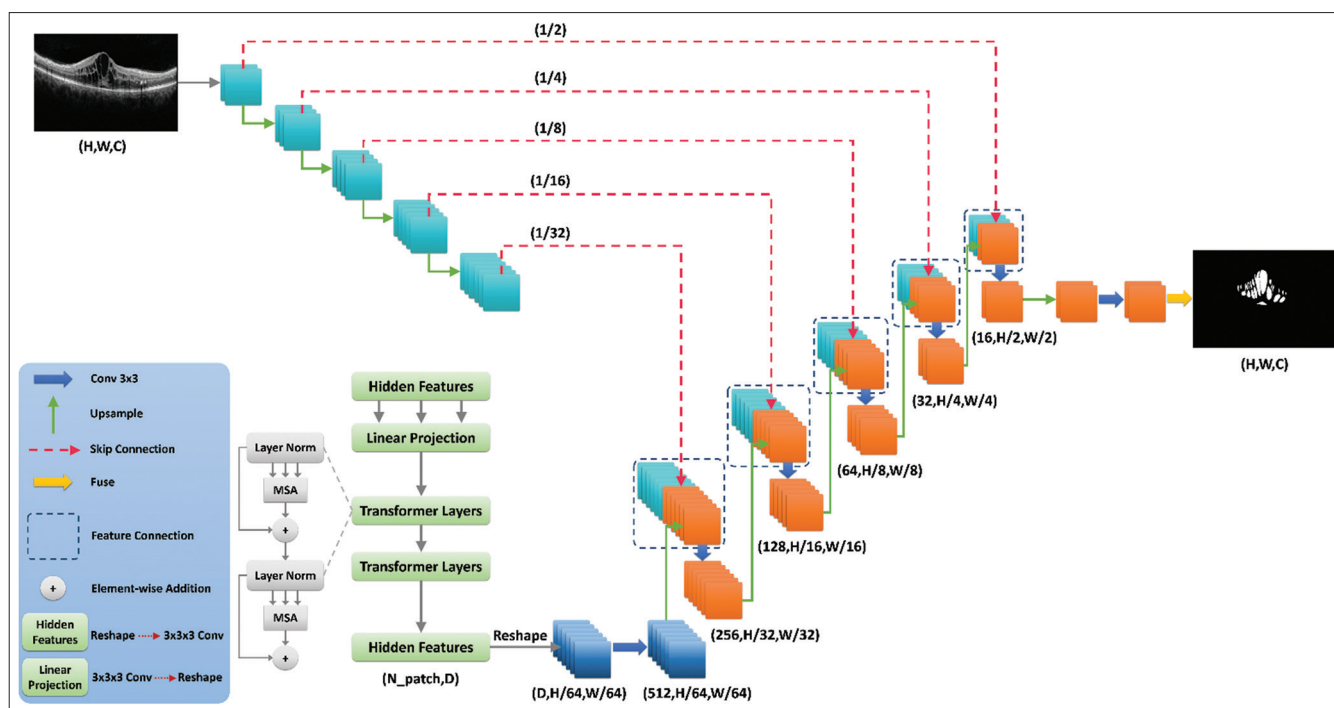 (1/2)
(1/4)
(H,W,C)
(1/8)
(1/16)
(1/32)
(16,H/2,W/2)
(H,W,C)
(32,H/4,W/4)
(64,H/8,W/8)
(128,H/16,W/16)
(256,H/32,W/32)
Conv 3x3
Upsample
Skip Connection
Fuse
Feature Connection
+
Element-wise Addition
Hidden
Features
Reshape
3x3x3 Conv
Linear
Projection
3x3x3 Conv
Reshape
Layer Norm
MSA
+
Layer Norm
MSA
+
Hidden Features
Linear Projection
Transformer Layers
Transformer Layers
Hidden Features
(N_patch,D)
Reshape
(D,H/64,W/64)
(512,H/64,W/64)